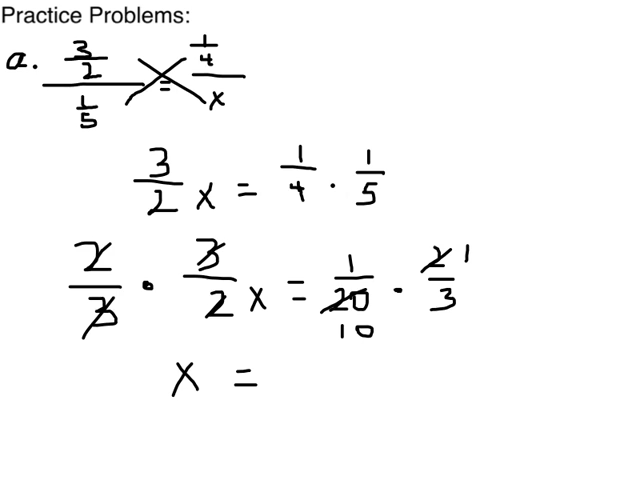 Practice Problems:
a. (3/2)/(1/5) = (1/4)/x
3/2 x = 1/4 · 1/5
2/3 · 3/2 x = 1/20 10 · 2/3 1
x =